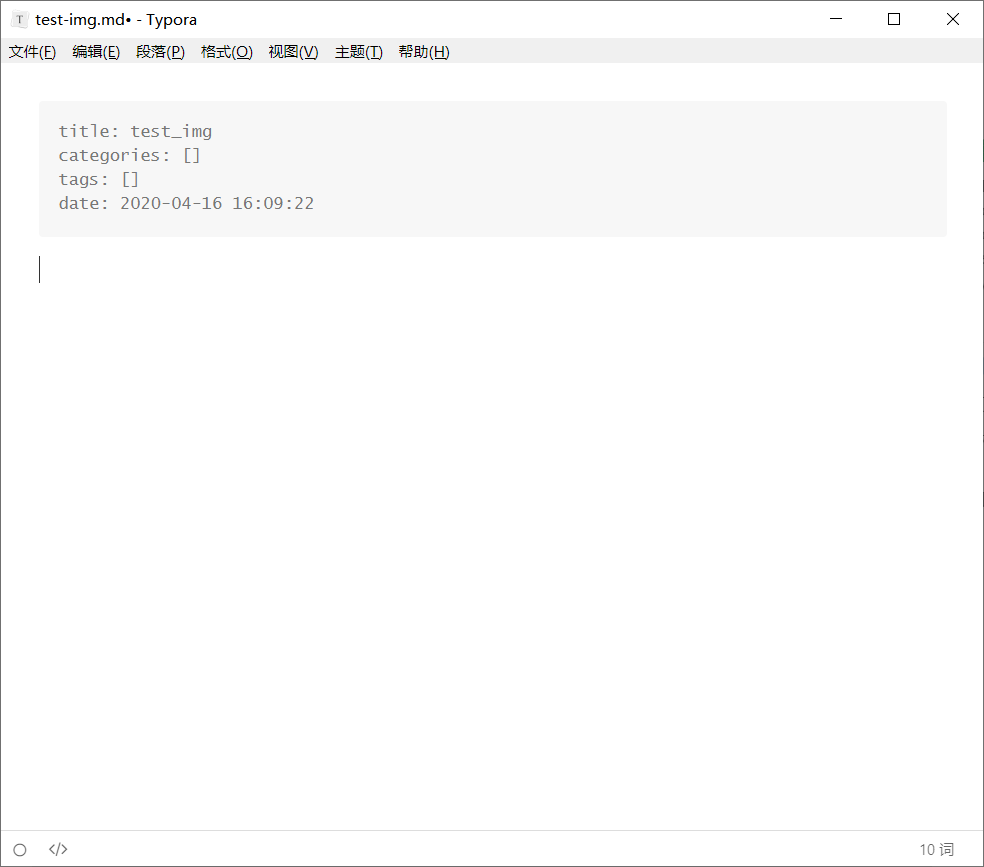 T test-img.md• - Typora
文件(F) 编辑(E) 段落(P) 格式(O) 视图(V) 主题(T) 帮助(H)
title: test_img
categories: []
tags: []
date: 2020-04-16 16:09:22
</> 10 词